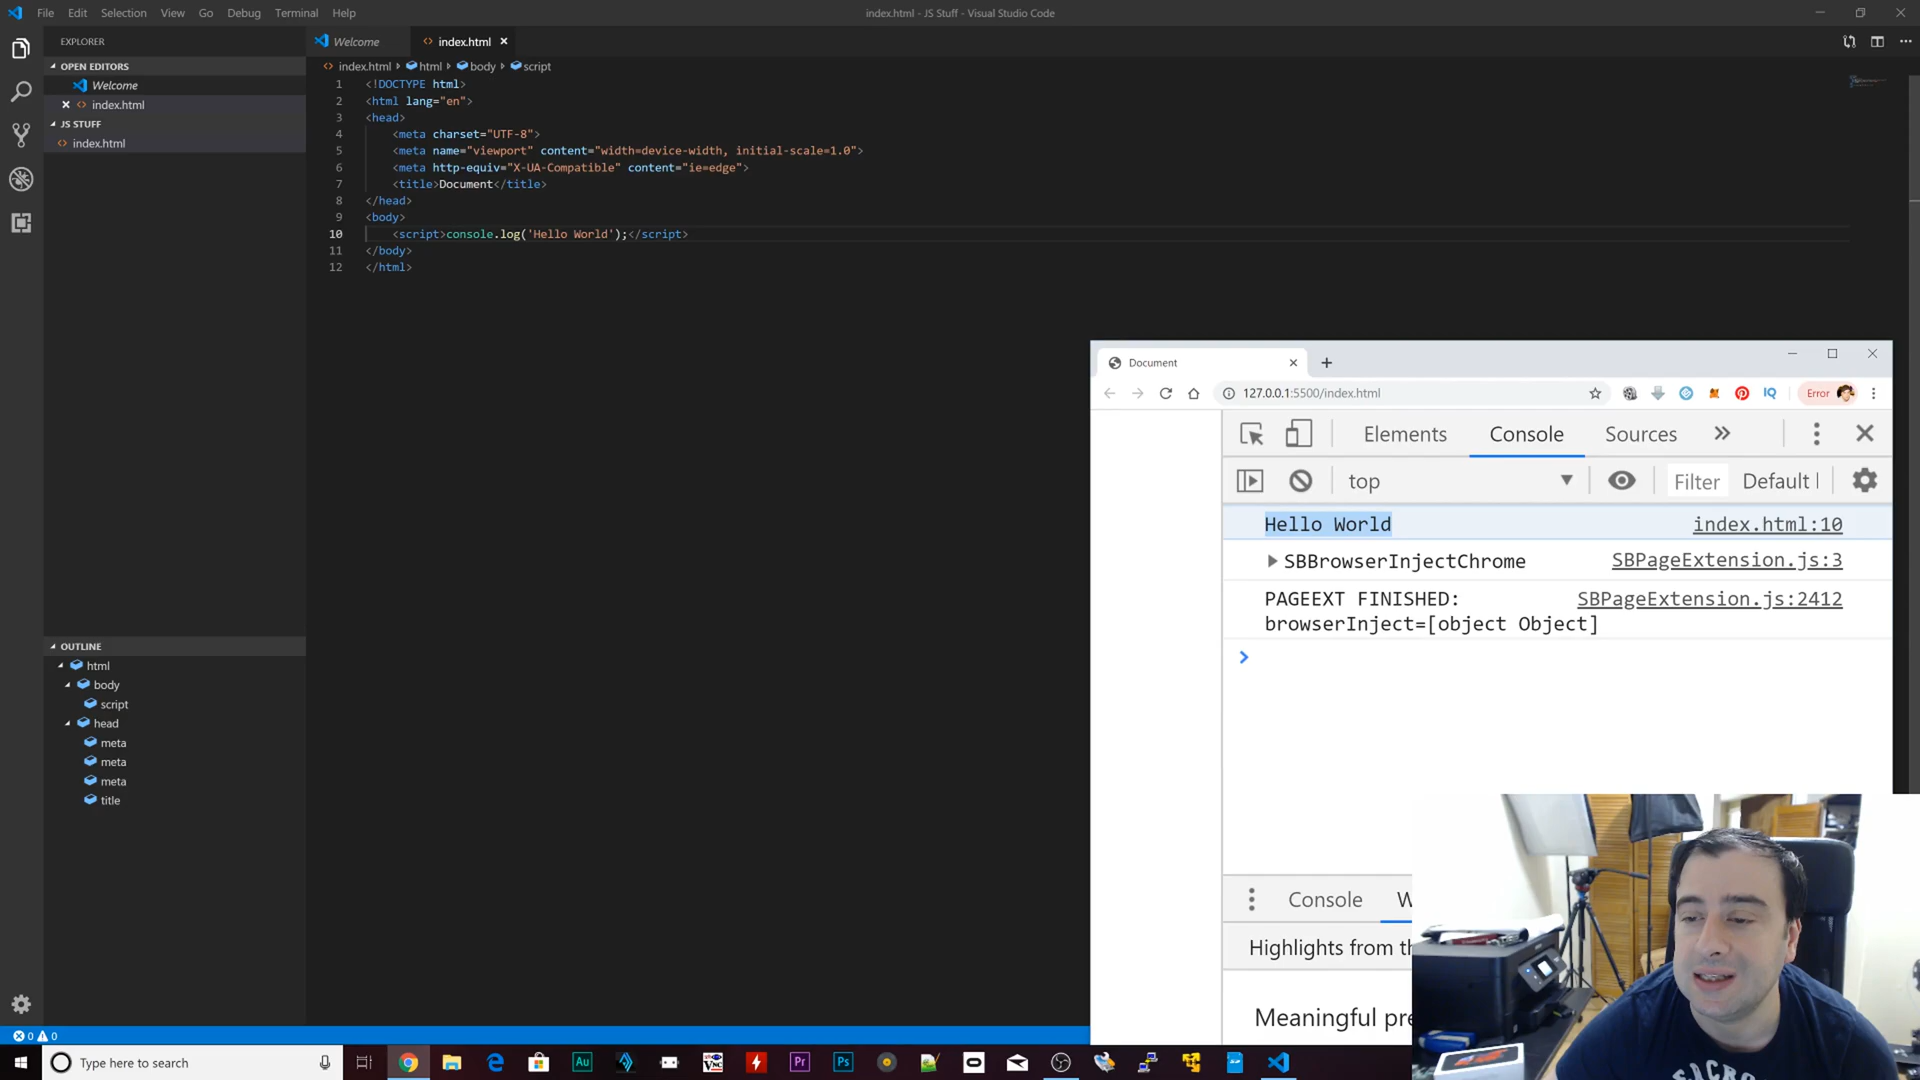 File Edit Selection View Go Debug Terminal Help
index.html - JS Stuff - Visual Studio Code
EXPLORER
OPEN EDITORS
Welcome
index.html
JS STUFF
index.html
OUTLINE
html
body
script
head
meta
meta
meta
title
Welcome index.html
index.html html body script
1 <!DOCTYPE html>
2 <html lang="en">
3 <head>
4 <meta charset="UTF-8">
5 <meta name="viewport" content="width=device-width, initial-scale=1.0">
6 <meta http-equiv="X-UA-Compatible" content="ie=edge">
7 <title>Document</title>
8 </head>
9 <body>
10 <script>console.log('Hello World');</script>
11 </body>
12 </html>
Document
127.0.0.1:5500/index.html
IQ
Error
Elements Console Sources
top Filter Default
Hello World index.html:10
SBBrowserInjectChrome SBPageExtension.js:3
PAGEEXT FINISHED: SBPageExtension.js:2412
browserInject=[object Object]
Console W
Highlights from th
Meaningful pre
0 0
Type here to search
Au
VNC
Pr
Ps